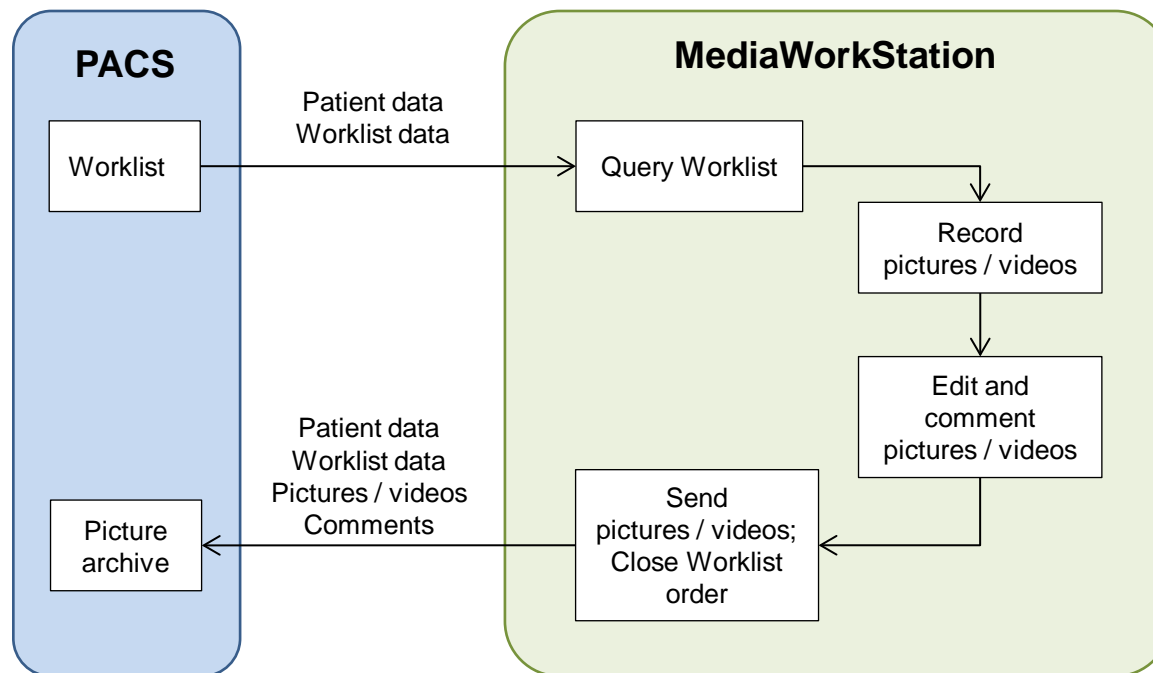 PACS
MediaWorkStation
Patient data
Worklist data
Worklist
Query Worklist
Record
pictures / videos
Edit and
comment
pictures / videos
Patient data
Worklist data
Pictures / videos
Comments
Send
pictures / videos;
Close Worklist
order
Picture
archive